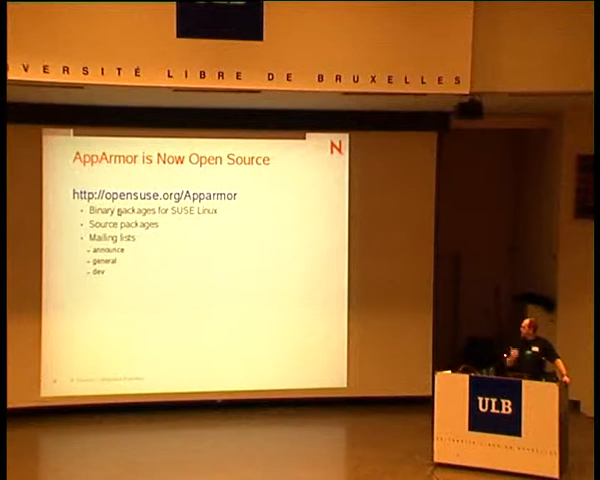 VERSITÉ LIBRE DE BRUXELLES
N
AppArmor is Now Open Source
http://opensuse.org/Apparmor
• Binary packages for SUSE Linux
• Source packages
• Mailing lists
– announce
– general
– dev
ULB